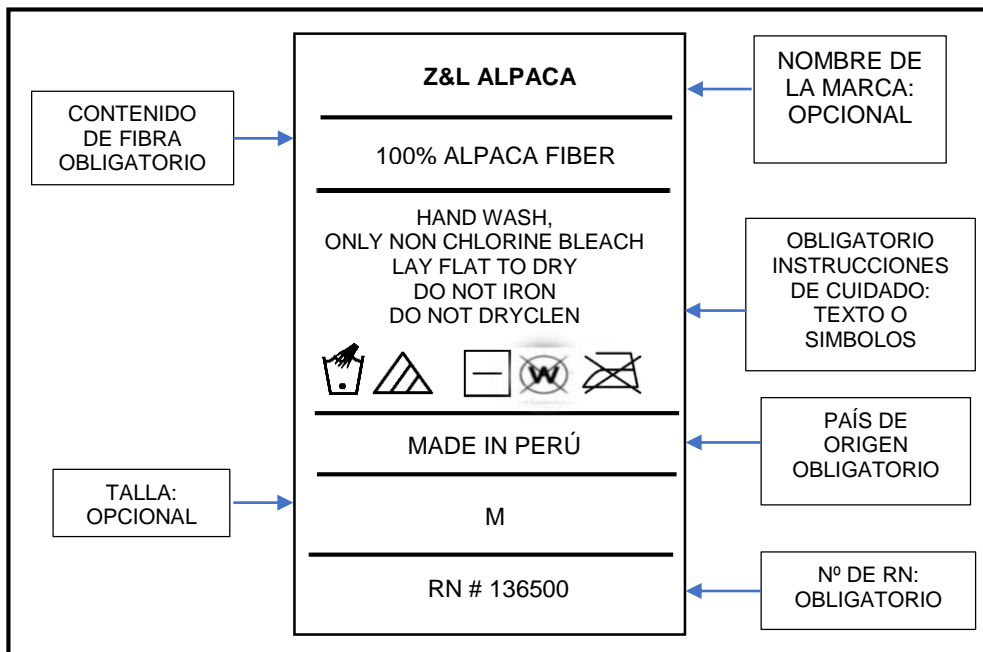 Z&L ALPACA
100% ALPACA FIBER
HAND WASH,
ONLY NON CHLORINE BLEACH
LAY FLAT TO DRY
DO NOT IRON
DO NOT DRYCLEN
W
MADE IN PERÚ
M
RN # 136500
CONTENIDO
DE FIBRA
OBLIGATORIO
TALLA:
OPCIONAL
NOMBRE DE
LA MARCA:
OPCIONAL
OBLIGATORIO
INSTRUCCIONES
DE CUIDADO:
TEXTO O
SIMBOLOS
PAÍS DE
ORIGEN
OBLIGATORIO
Nº DE RN:
OBLIGATORIO